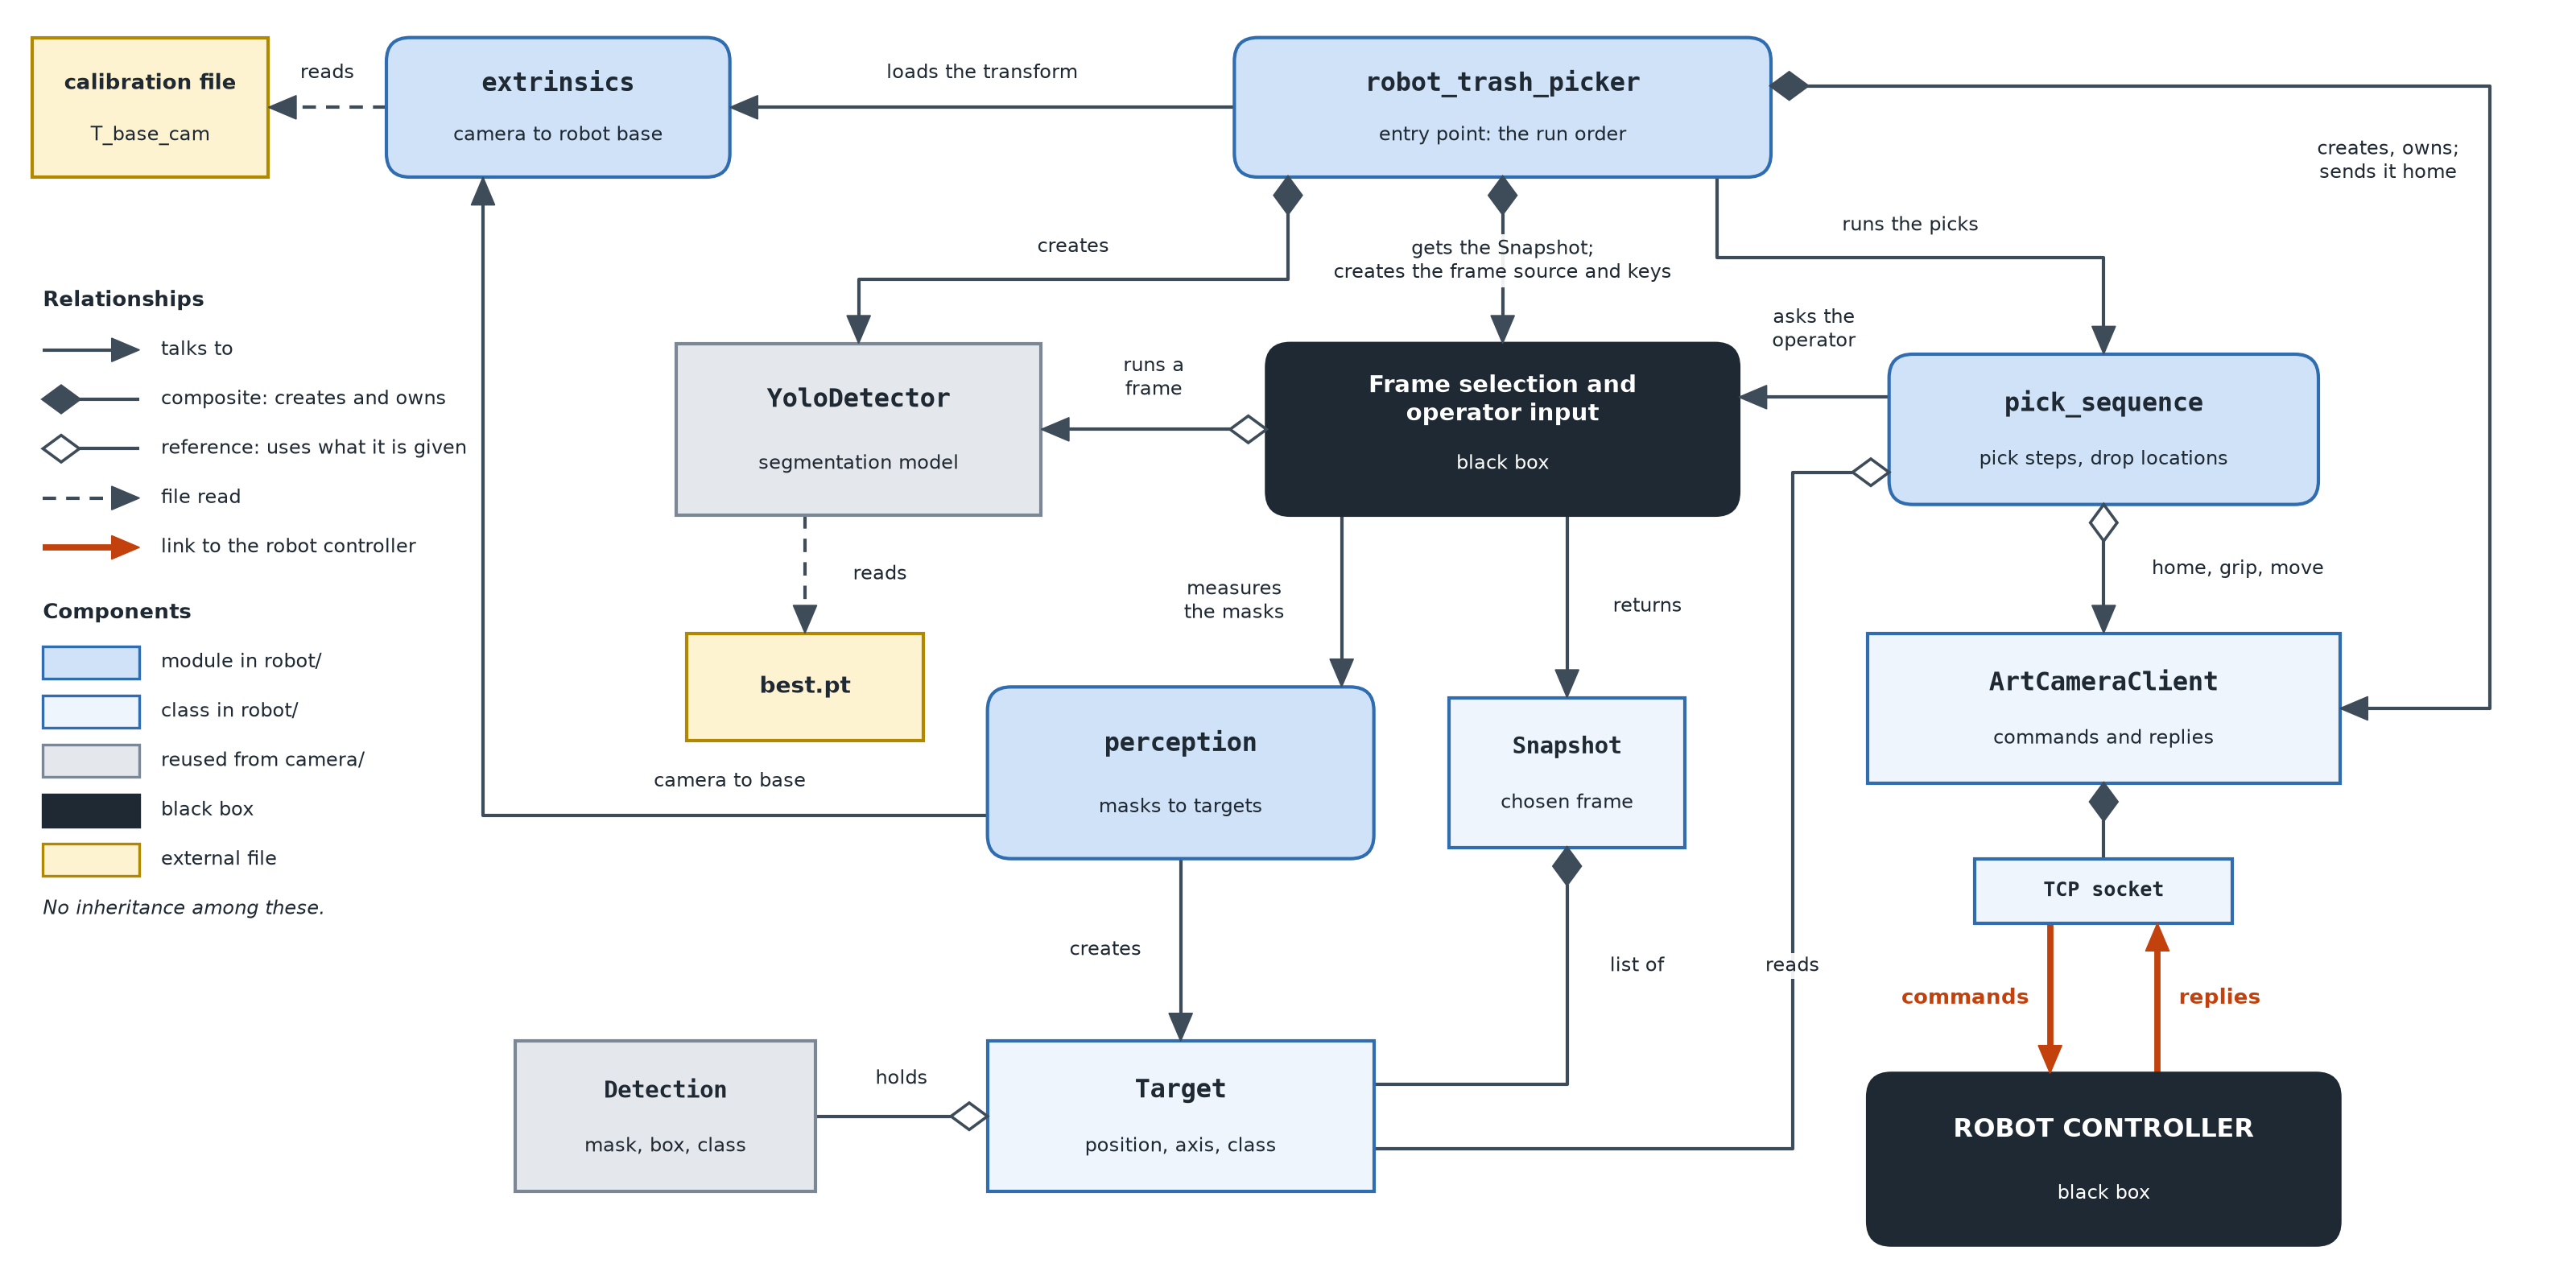 calibration file
T_base_cam
reads
extrinsics
camera to robot base
loads the transform
robot_trash_picker
entry point: the run order
creates, owns;
sends it home
creates
gets the Snapshot;
creates the frame source and keys
runs the picks
Relationships
talks to
composite: creates and owns
reference: uses what it is given
file read
link to the robot controller
Components
module in robot/
class in robot/
reused from camera/
black box
external file
No inheritance among these.
YoloDetector
segmentation model
runs a
frame
Frame selection and
operator input
black box
asks the
operator
pick_sequence
pick steps, drop locations
reads
best.pt
measures
the masks
returns
home, grip, move
camera to base
perception
masks to targets
Snapshot
chosen frame
ArtCameraClient
commands and replies
TCP socket
creates
list of
reads
commands
replies
Detection
mask, box, class
holds
Target
position, axis, class
ROBOT CONTROLLER
black box